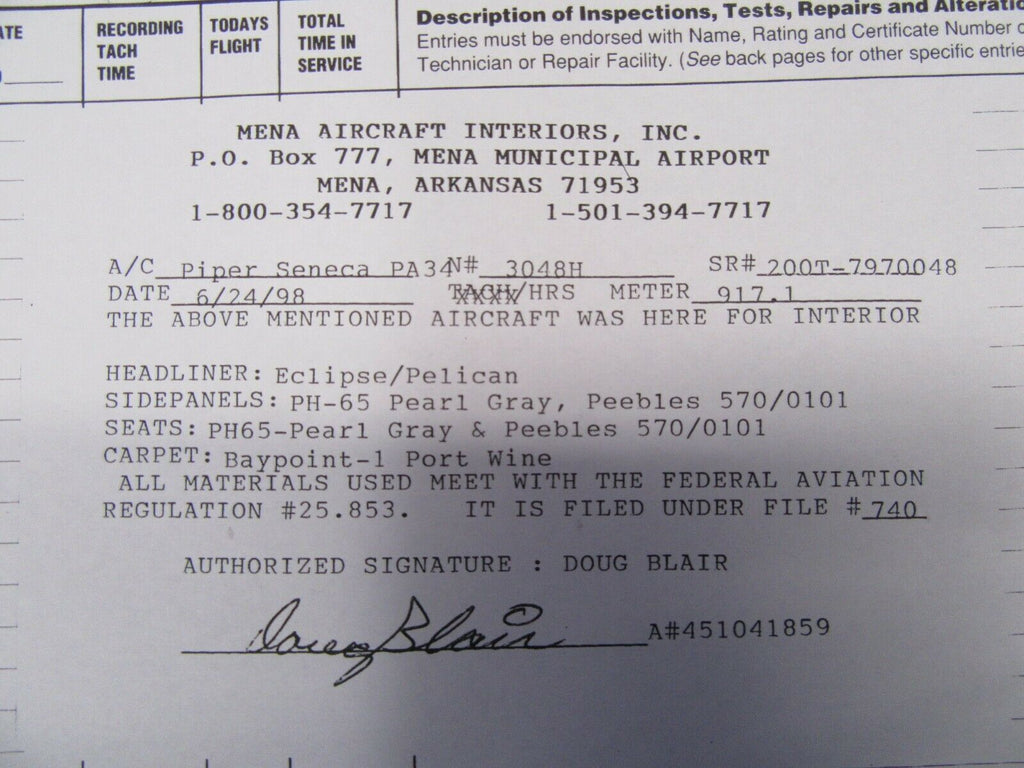 RECORDING TACH TIME
TODAYS FLIGHT
TOTAL TIME IN SERVICE
Description of Inspections, Tests, Repairs and
Entries must be endorsed with Name, Rating and Certificate Number
Technician or Repair Facility. (See back pages for other specific
MENA AIRCRAFT INTERIORS, INC.
P.O. Box 777, MENA MUNICIPAL AIRPORT
MENA, ARKANSAS 71953
1-800-354-7717 1-501-394-7717
A/C Piper Seneca PA34 N# 3048H SR# 200T-7970048
DATE 6/24/98 TACH/HRS METER 917.1
THE ABOVE MENTIONED AIRCRAFT WAS HERE FOR INTERIOR
HEADLINER: Eclipse/Pelican
SIDEPANELS: PH-65 Pearl Gray, Peebles 570/0101
SEATS: PH65-Pearl Gray & Peebles 570/0101
CARPET: Baypoint-1 Port Wine
ALL MATERIALS USED MEET WITH THE FEDERAL AVIATION
REGULATION #25.853. IT IS FILED UNDER FILE # 740
AUTHORIZED SIGNATURE : DOUG BLAIR
Doug Blair A#451041859